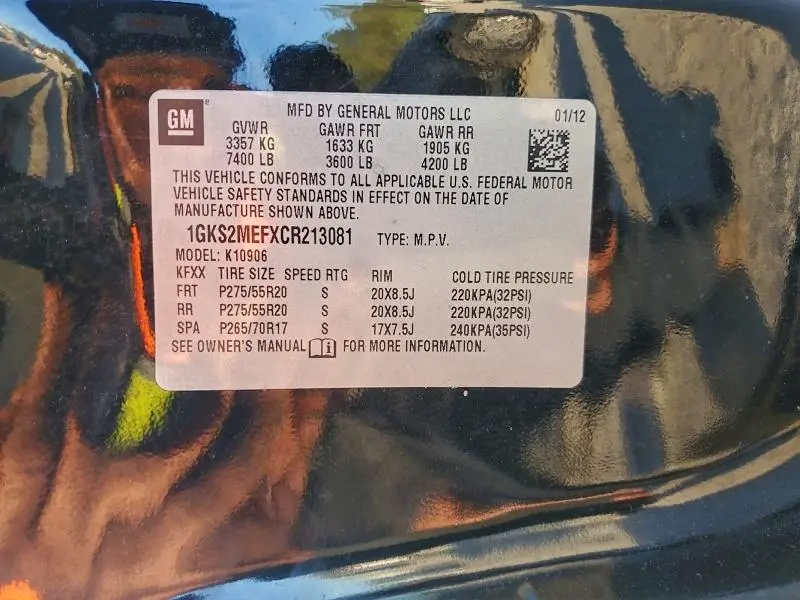 GM
MFD BY GENERAL MOTORS LLC 01/12
GVWR GAWR FRT GAWR RR
3357 KG 1633 KG 1905 KG
7400 LB 3600 LB 4200 LB
THIS VEHICLE CONFORMS TO ALL APPLICABLE U.S. FEDERAL MOTOR
VEHICLE SAFETY STANDARDS IN EFFECT ON THE DATE OF
MANUFACTURE SHOWN ABOVE.
1GKS2MEFXCR213081 TYPE: M.P.V.
MODEL: K10906
KFXX TIRE SIZE SPEED RTG RIM COLD TIRE PRESSURE
FRT P275/55R20 S 20X8.5J 220KPA(32PSI)
RR P275/55R20 S 20X8.5J 220KPA(32PSI)
SPA P265/70R17 S 17X7.5J 240KPA(35PSI)
SEE OWNER'S MANUAL FOR MORE INFORMATION.